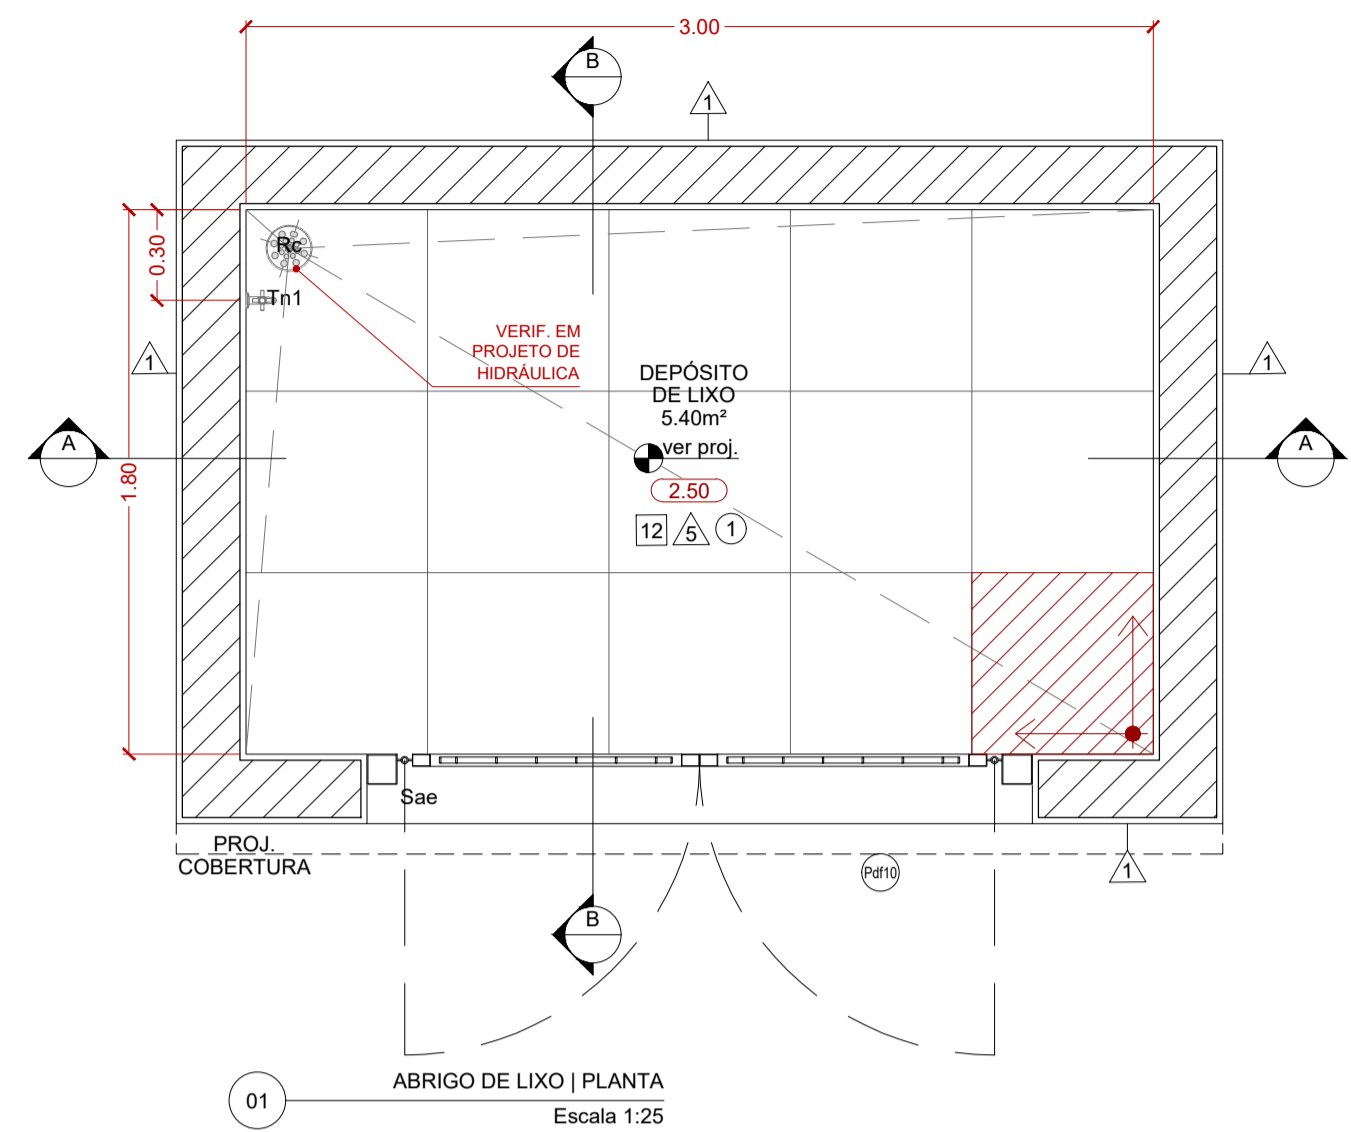 3.00
B
1
0.30
Rc
Tn1
VERIF. EM
PROJETO DE
HIDRÁULICA
1
1
DEPÓSITO
DE LIXO
5.40m²
ver proj.
A
A
1.80
2.50
12
5
1
Sae
PROJ.
COBERTURA
Pdf10
1
B
ABRIGO DE LIXO | PLANTA
01
Escala 1:25